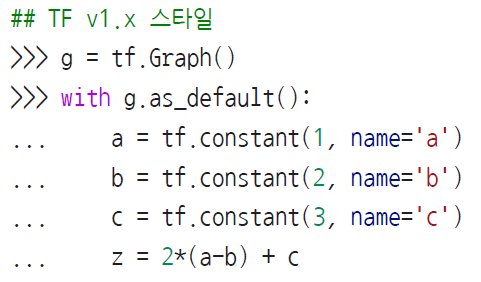 ## TF v1.x 스타일
>>> g = tf.Graph()
>>> with g.as_default():
...     a = tf.constant(1, name='a')
...     b = tf.constant(2, name='b')
...     c = tf.constant(3, name='c')
...     z = 2*(a-b) + c